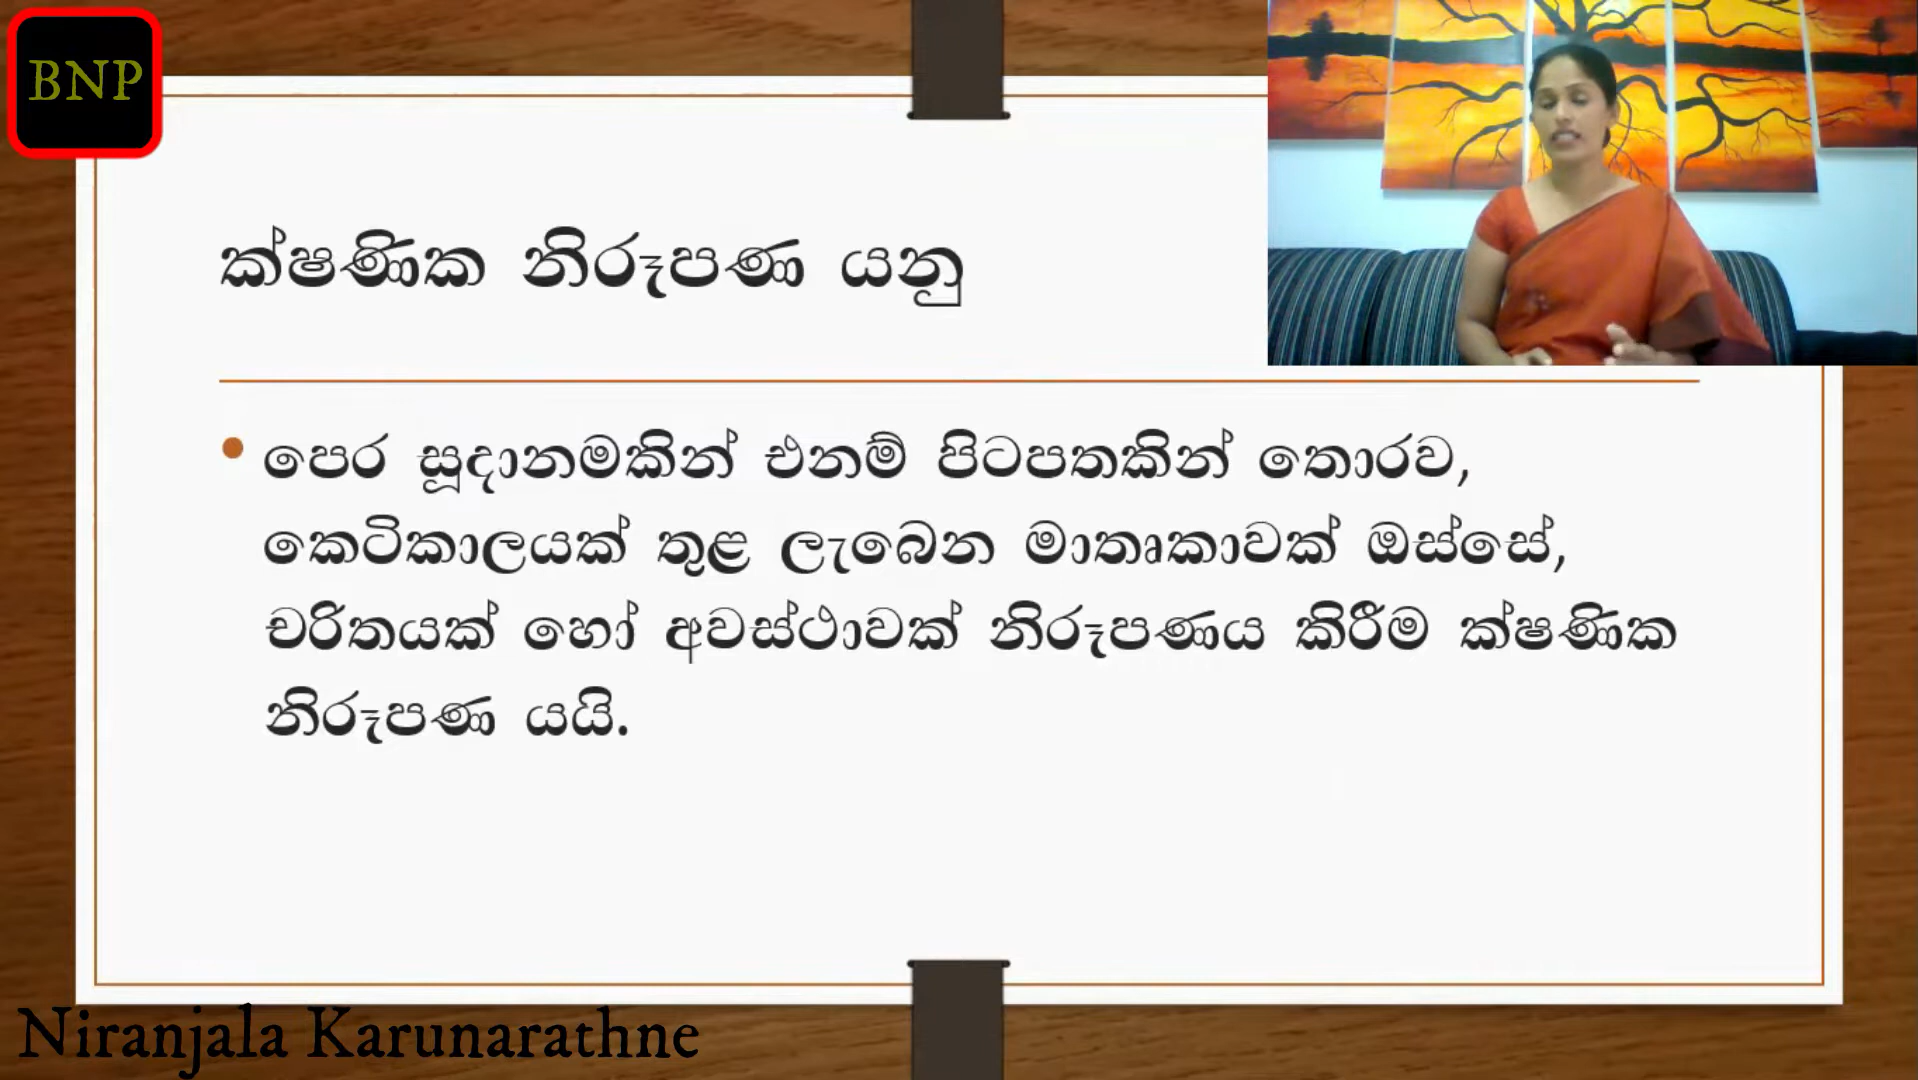 BNP
ක්ෂණික නිරූපණ යනු
• පෙර සූදානමකින් එනම් පිටපතකින් තොරව,
කෙටිකාලයක් තුළ ලැබෙන මාතෘකාවක් ඔස්සේ,
චරිතයක් හෝ අවස්ථාවක් නිරූපණය කිරීම ක්ෂණික
නිරූපණ යයි.
Niranjala Karunarathne